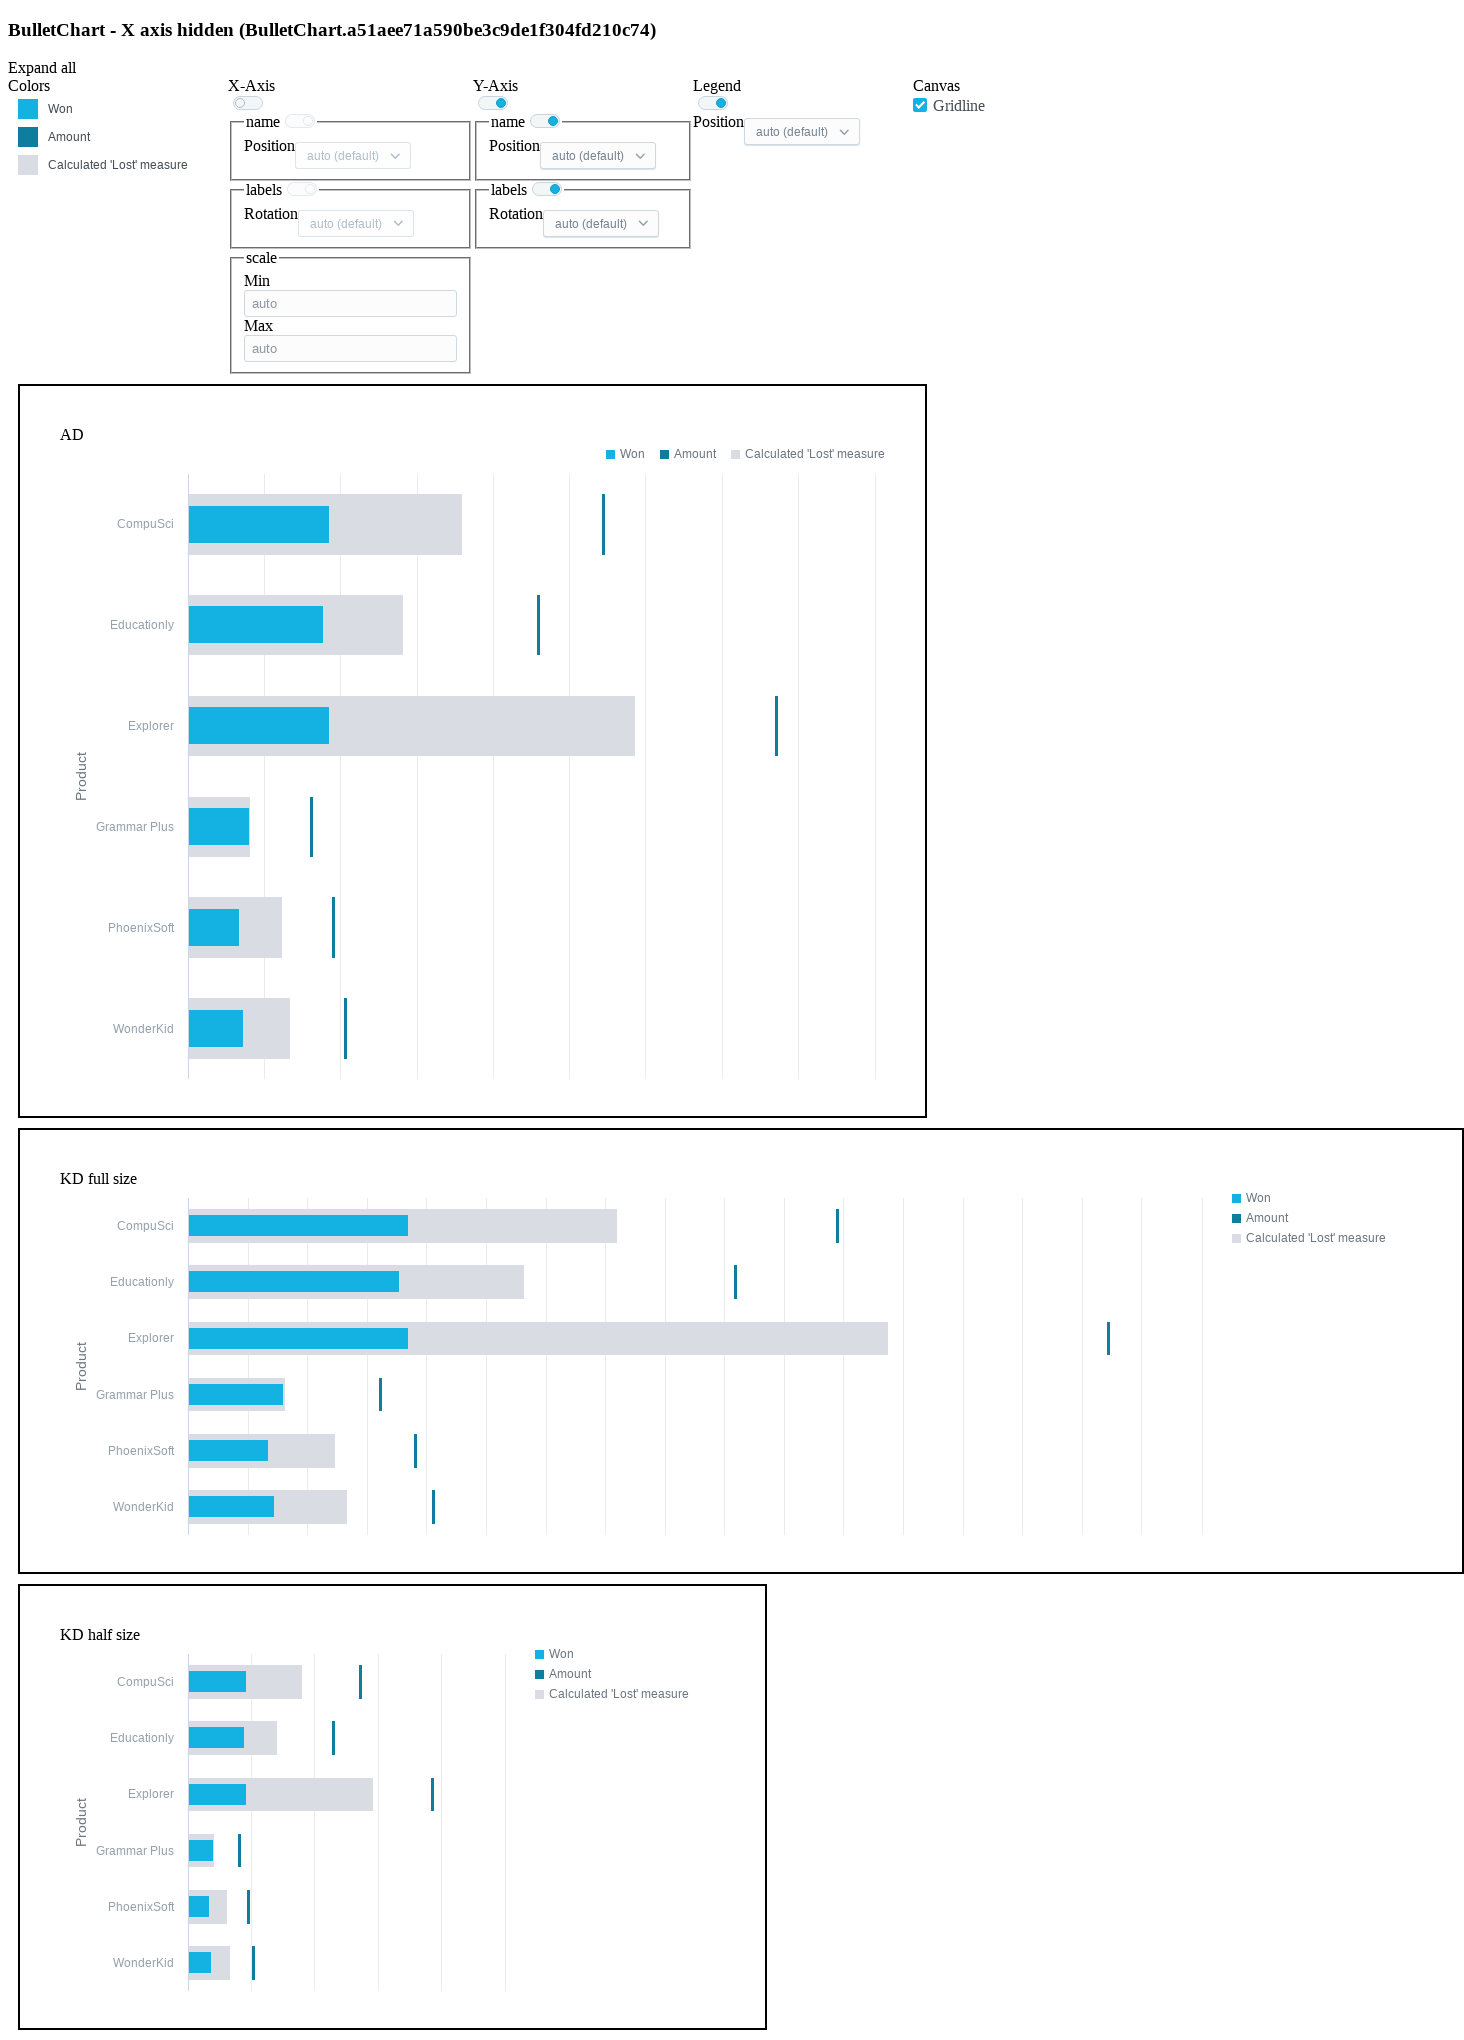 BulletChart - X axis hidden (BulletChart.a51aee71a590be3c9de1f304fd210c74)
Expand all
Colors
Won
Amount
Calculated 'Lost' measure
X-Axis
name
Position auto (default)
labels
Rotation auto (default)
scale
Min
auto
Max
auto
Y-Axis
name
Position auto (default)
labels
Rotation auto (default)
Legend
Position auto (default)
Canvas
Gridline
AD
Won Amount Calculated 'Lost' measure
CompuSci
Educationly
Explorer
Product
Grammar Plus
PhoenixSoft
WonderKid
KD full size
Won
Amount
Calculated 'Lost' measure
CompuSci
Educationly
Explorer
Product
Grammar Plus
PhoenixSoft
WonderKid
KD half size
Won
Amount
Calculated 'Lost' measure
CompuSci
Educationly
Explorer
Product
Grammar Plus
PhoenixSoft
WonderKid